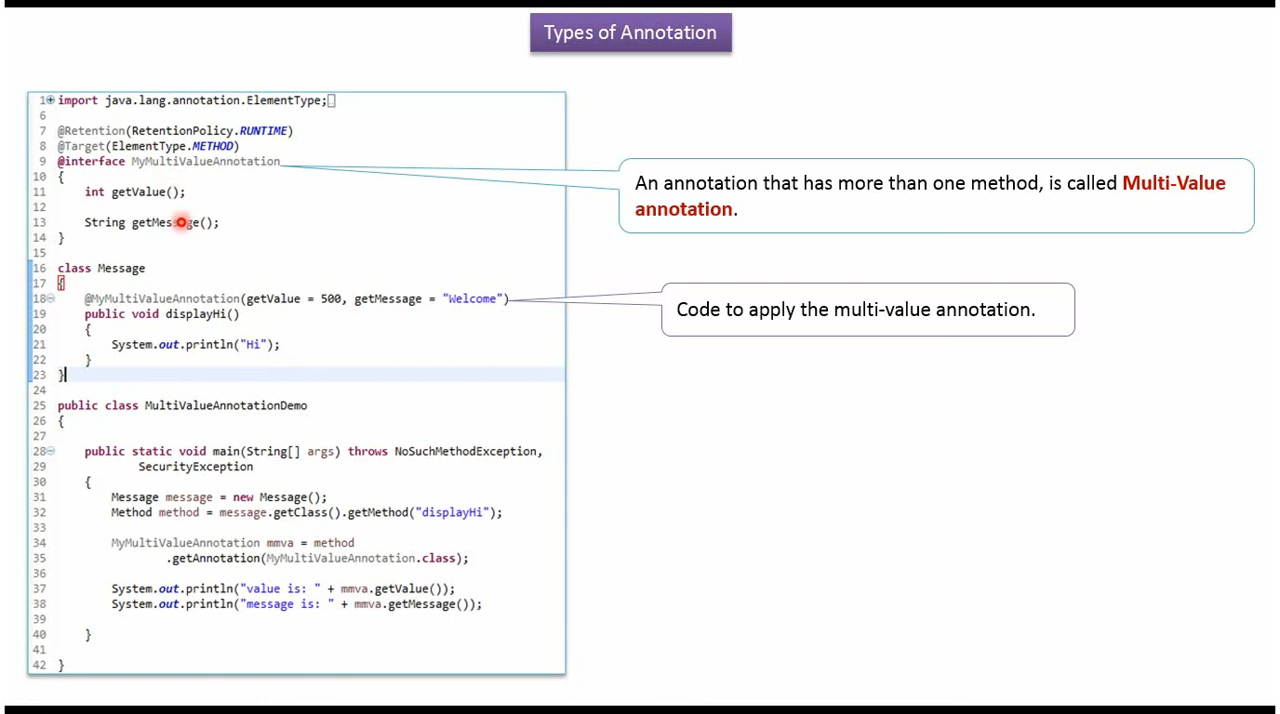 Types of Annotation
1 import java.lang.annotation.ElementType;
6
7 @Retention(RetentionPolicy.RUNTIME)
8 @Target(ElementType.METHOD)
9 @interface MyMultiValueAnnotation
10 {
11 int getValue();
12
13 String getMessage();
14 }
15
16 class Message
17 {
18 @MyMultiValueAnnotation(getValue = 500, getMessage = "Welcome")
19 public void displayHi()
20 {
21 System.out.println("Hi");
22 }
23 }
24
25 public class MultiValueAnnotationDemo
26 {
27
28 public static void main(String[] args) throws NoSuchMethodException,
29 SecurityException
30 {
31 Message message = new Message();
32 Method method = message.getClass().getMethod("displayHi");
33
34 MyMultiValueAnnotation mmva = method
35 .getAnnotation(MyMultiValueAnnotation.class);
36
37 System.out.println("value is: " + mmva.getValue());
38 System.out.println("message is: " + mmva.getMessage());
39
40 }
41
42 }
An annotation that has more than one method, is called Multi-Value
annotation.
Code to apply the multi-value annotation.